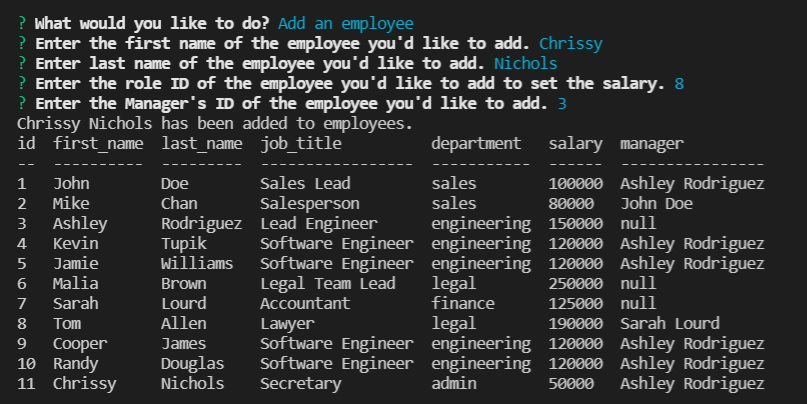 ? What would you like to do? Add an employee
? Enter the first name of the employee you'd like to add. Chrissy
? Enter last name of the employee you'd like to add. Nichols
? Enter the role ID of the employee you'd like to add to set the salary. 8
? Enter the Manager's ID of the employee you'd like to add. 3
Chrissy Nichols has been added to employees.
id  first_name  last_name  job_title          department   salary  manager
--  ----------  ---------  -----------------  -----------  ------  ----------------
1   John        Doe        Sales Lead         sales        100000  Ashley Rodriguez
2   Mike        Chan       Salesperson        sales        80000   John Doe
3   Ashley      Rodriguez  Lead Engineer      engineering  150000  null
4   Kevin       Tupik      Software Engineer  engineering  120000  Ashley Rodriguez
5   Jamie       Williams   Software Engineer  engineering  120000  Ashley Rodriguez
6   Malia       Brown      Legal Team Lead    legal        250000  null
7   Sarah       Lourd      Accountant         finance      125000  null
8   Tom         Allen      Lawyer             legal        190000  Sarah Lourd
9   Cooper      James      Software Engineer  engineering  120000  Ashley Rodriguez
10  Randy       Douglas    Software Engineer  engineering  120000  Ashley Rodriguez
11  Chrissy     Nichols    Secretary          admin        50000   Ashley Rodriguez